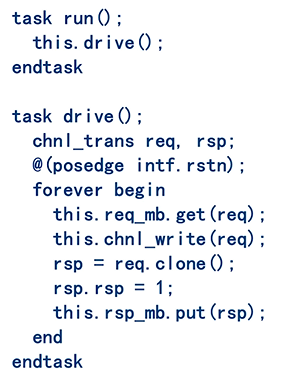 task run();
this.drive();
endtask
task drive();
chnl_trans req, rsp;
@(posedge intf.rstn);
forever begin
this.req_mb.get(req);
this.chnl_write(req);
rsp = req.clone();
rsp.rsp = 1;
this.rsp_mb.put(rsp);
end
endtask